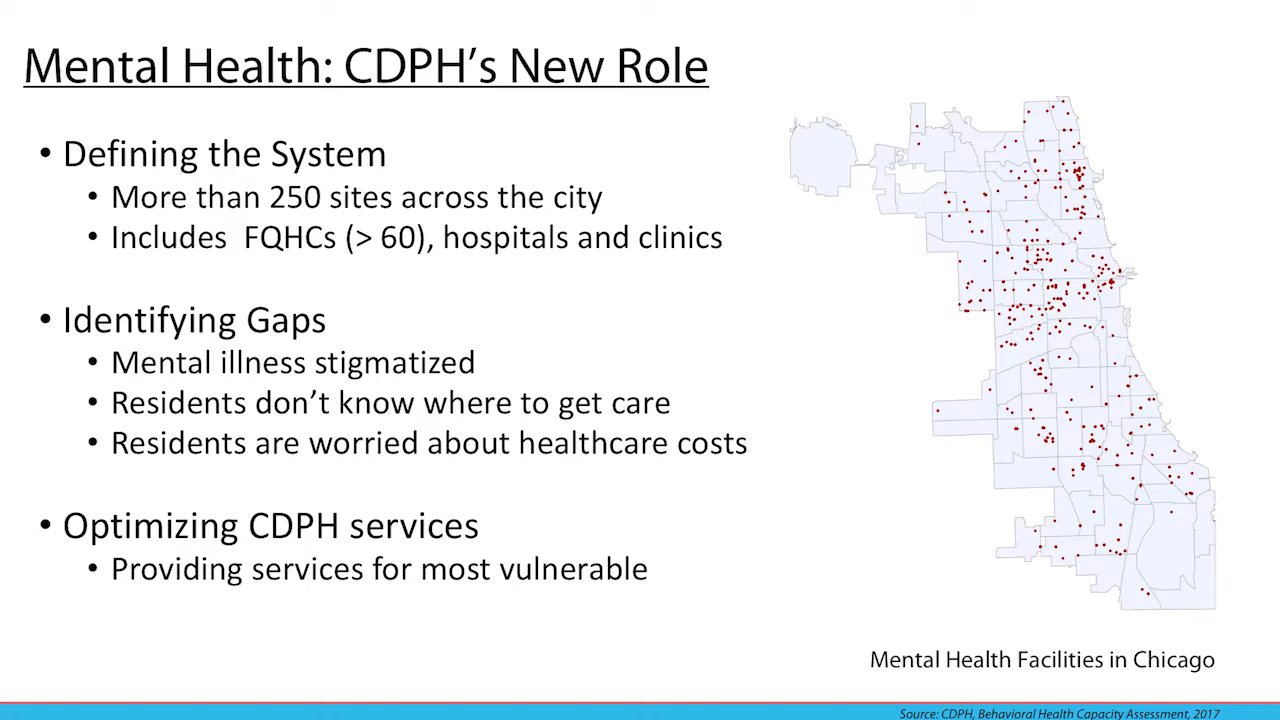 Mental Health: CDPH's New Role
• Defining the System
• More than 250 sites across the city
• Includes FQHCs (> 60), hospitals and clinics
• Identifying Gaps
• Mental illness stigmatized
• Residents don't know where to get care
• Residents are worried about healthcare costs
• Optimizing CDPH services
• Providing services for most vulnerable
Mental Health Facilities in Chicago
Source: CDPH, Behavioral Health Capacity Assessment, 2017